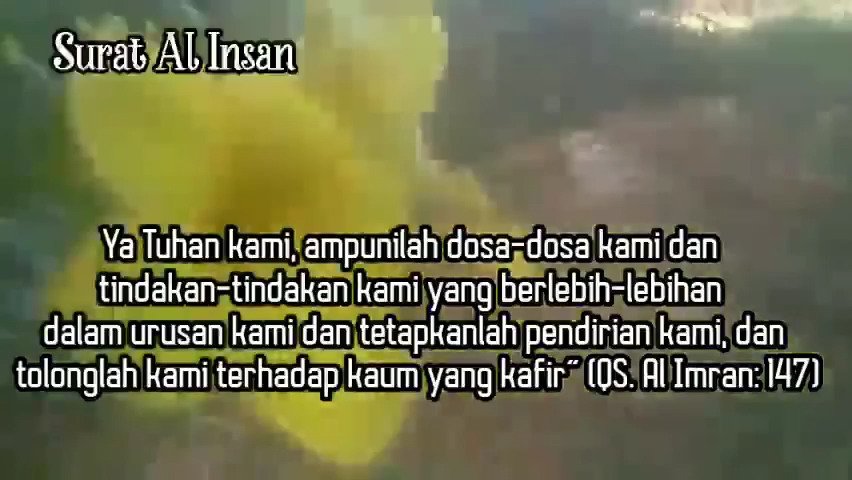 Surat Al Insan
Ya Tuhan kami, ampunilah dosa-dosa kami dan
tindakan-tindakan kami yang berlebih-lebihan
dalam urusan kami dan tetapkanlah pendirian kami, dan
tolonglah kami terhadap kaum yang kafir" (QS. Al Imran: 147)